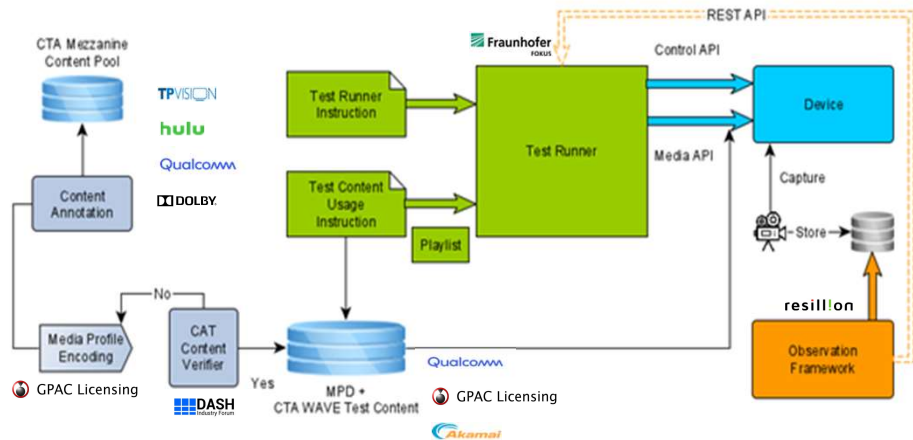 REST API
CTA Mezzanine
Content Pool
Fraunhofer
FOKUS
Control API
TPVISION
hulu
Qualcomm
DOLBY
Test Runner
Instruction
Test Runner
Device
Media API
Content
Annotation
Test Content
Usage
Instruction
Playlist
Capture
Store
No
resill!on
Media Profile
Encoding
CAT
Content
Verifier
Yes
Observation
Framework
GPAC Licensing
DASH
Industry Forum
MPD +
CTA WAVE Test Content
Qualcomm
GPAC Licensing
Akamai